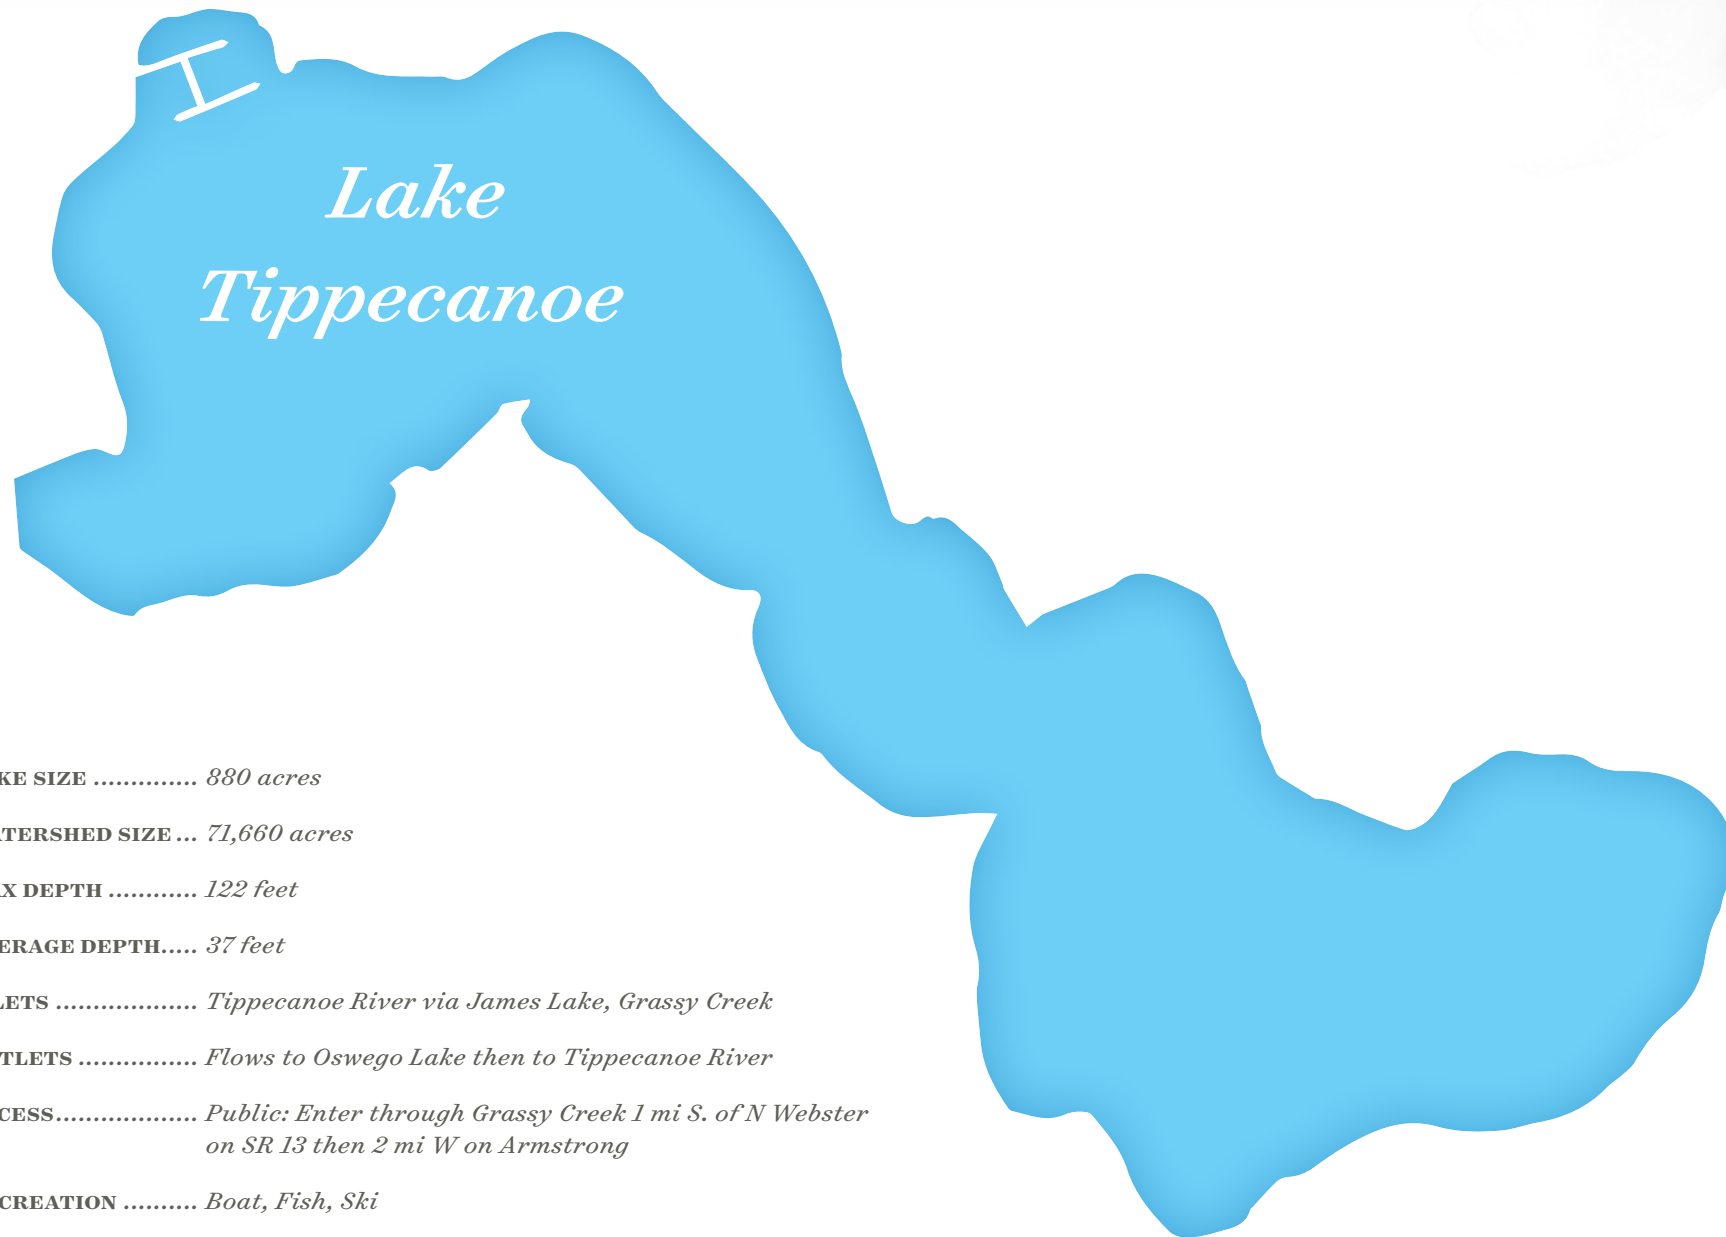 Lake
Tippecanoe
KE SIZE .............. 880 acres
TERSHED SIZE ... 71,660 acres
X DEPTH ............ 122 feet
ERAGE DEPTH..... 37 feet
LETS ................... Tippecanoe River via James Lake, Grassy Creek
TLETS ................ Flows to Oswego Lake then to Tippecanoe River
CESS................... Public: Enter through Grassy Creek 1 mi S. of N Webster
on SR 13 then 2 mi W on Armstrong
CREATION .......... Boat, Fish, Ski